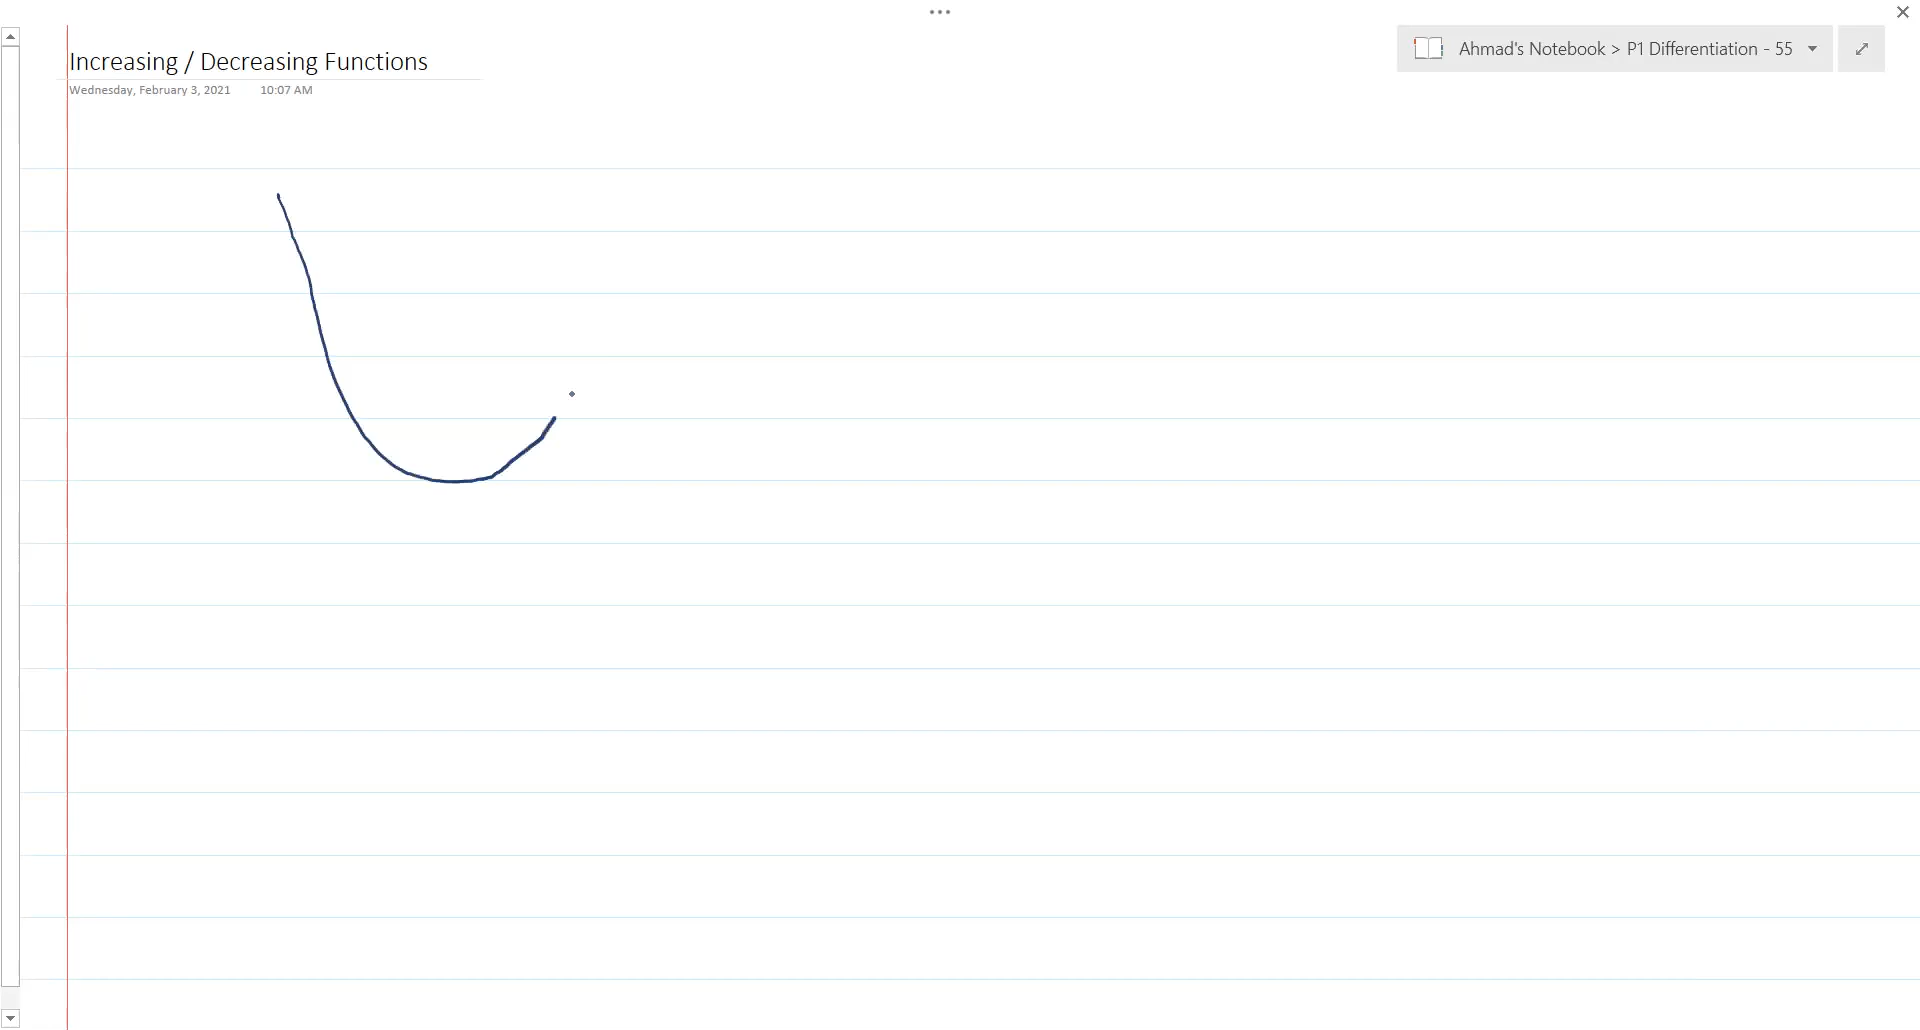 Increasing / Decreasing Functions
Wednesday, February 3, 2021 10:07 AM
Ahmad's Notebook > P1 Differentiation - 55